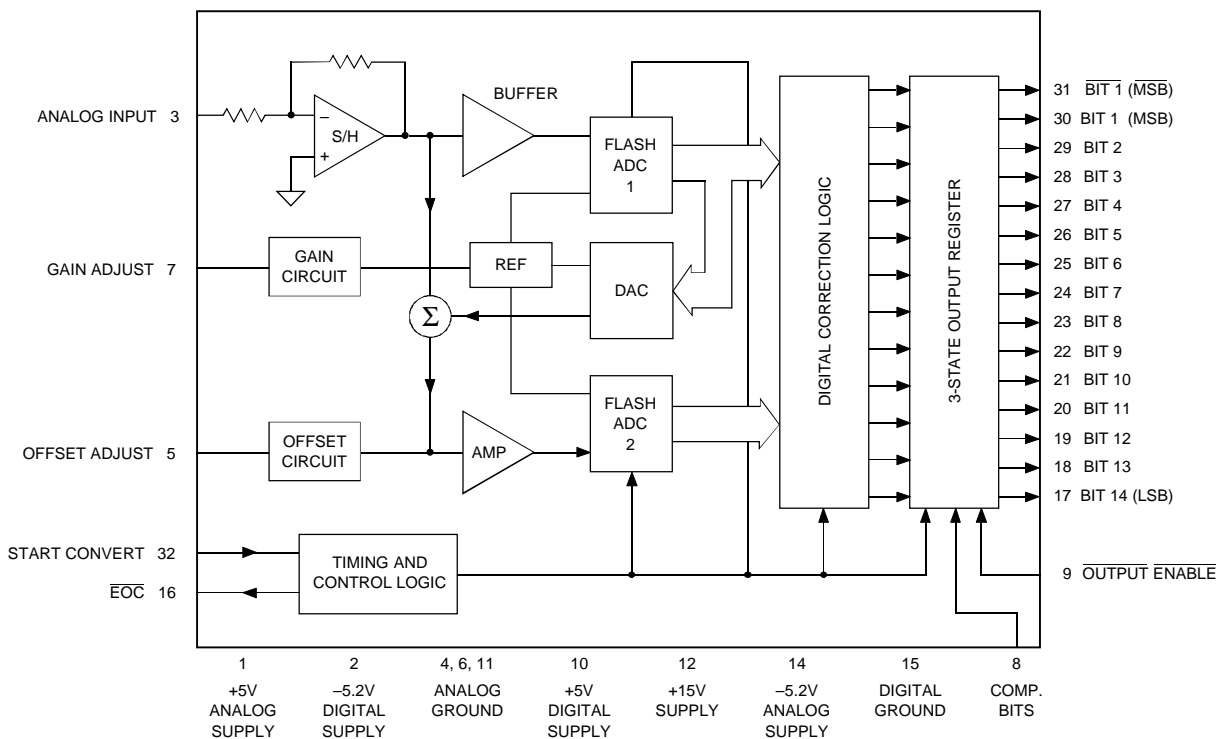 ANALOG INPUT 3
−
S/H
+
BUFFER
FLASH
ADC
1
GAIN ADJUST 7
GAIN
CIRCUIT
REF
DAC
Σ
OFFSET ADJUST 5
OFFSET
CIRCUIT
AMP
FLASH
ADC
2
START CONVERT 32
EOC 16
TIMING AND
CONTROL LOGIC
DIGITAL CORRECTION LOGIC
3-STATE OUTPUT REGISTER
31 BIT 1 (MSB)
30 BIT 1 (MSB)
29 BIT 2
28 BIT 3
27 BIT 4
26 BIT 5
25 BIT 6
24 BIT 7
23 BIT 8
22 BIT 9
21 BIT 10
20 BIT 11
19 BIT 12
18 BIT 13
17 BIT 14 (LSB)
9 OUTPUT ENABLE
1
+5V
ANALOG
SUPPLY
2
–5.2V
DIGITAL
SUPPLY
4, 6, 11
ANALOG
GROUND
10
+5V
DIGITAL
SUPPLY
12
+15V
SUPPLY
14
–5.2V
ANALOG
SUPPLY
15
DIGITAL
GROUND
8
COMP.
BITS